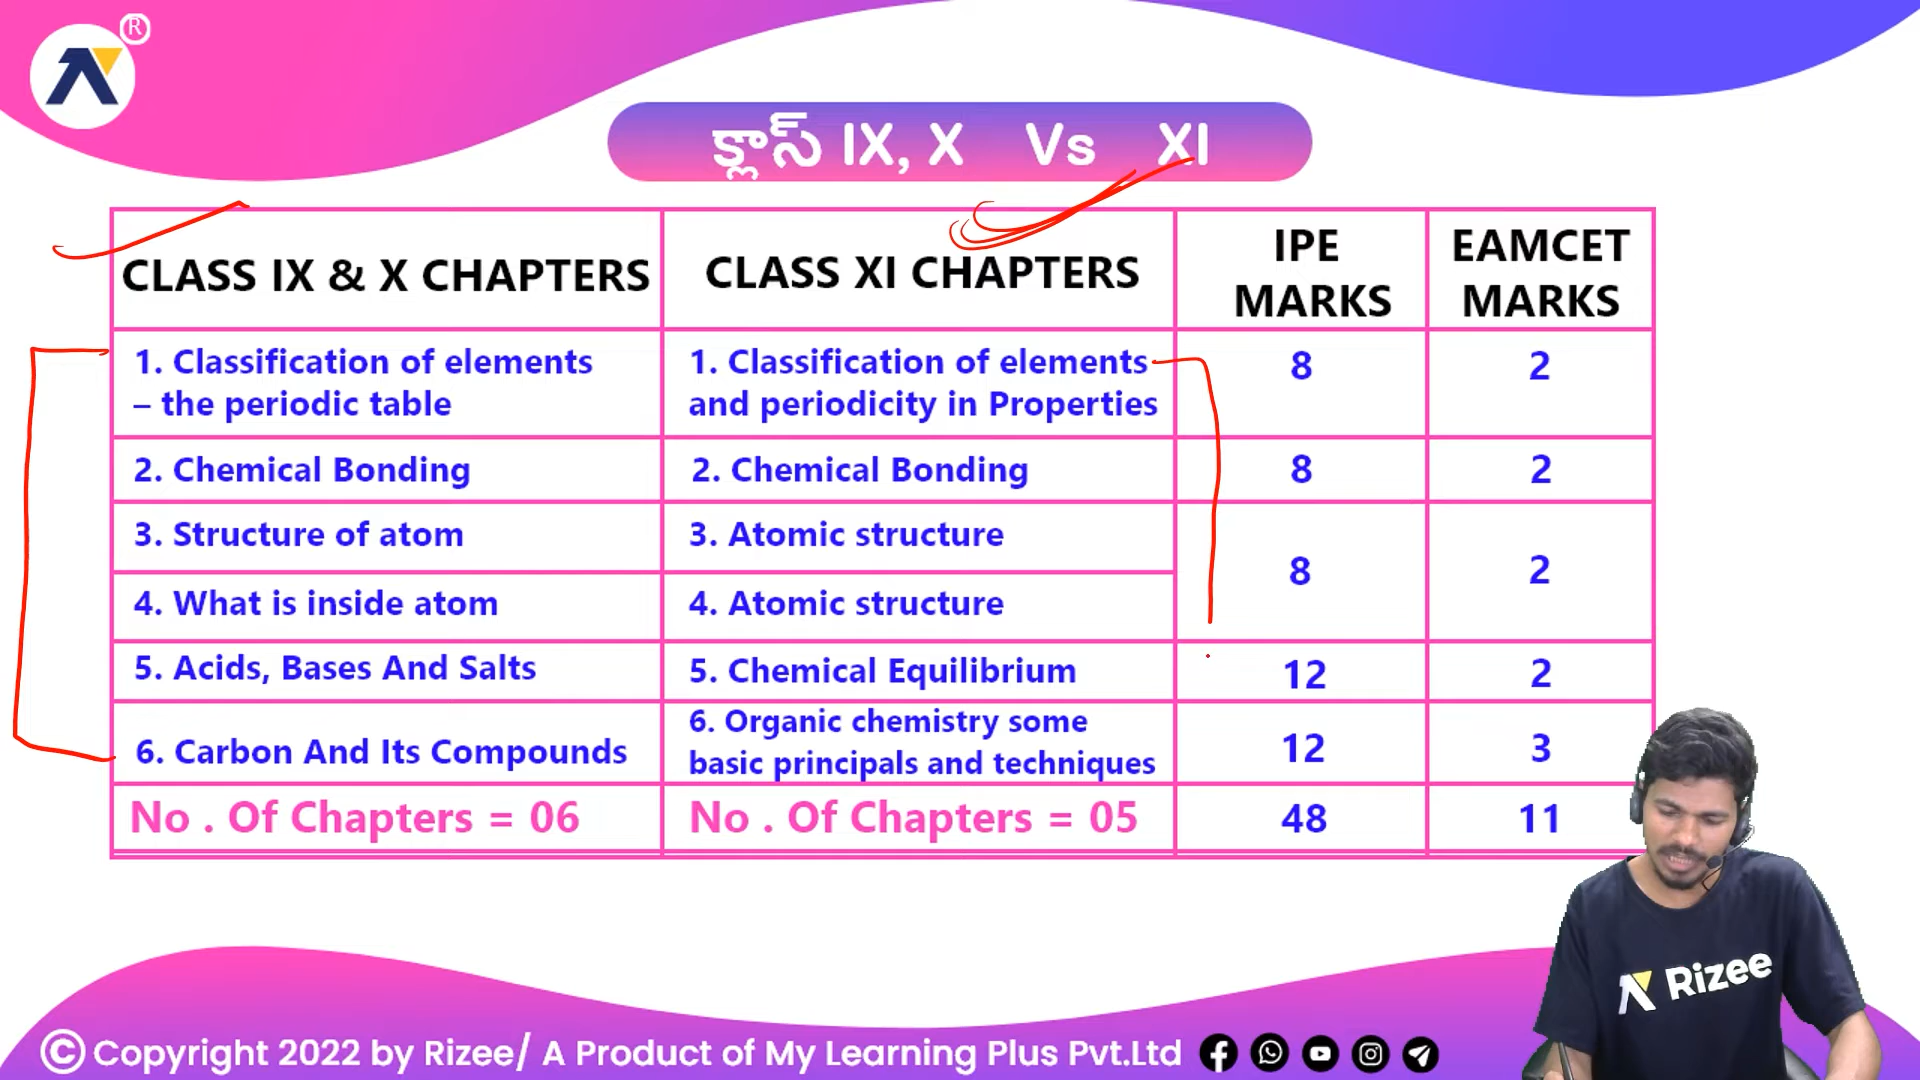 ®
క్లాస్ IX, X Vs XI
CLASS IX & X CHAPTERS
CLASS XI CHAPTERS
IPE
MARKS
EAMCET
MARKS
1. Classification of elements
– the periodic table
1. Classification of elements
and periodicity in Properties
8
2
2. Chemical Bonding
2. Chemical Bonding
8
2
3. Structure of atom
3. Atomic structure
8
2
4. What is inside atom
4. Atomic structure
5. Acids, Bases And Salts
5. Chemical Equilibrium
12
2
6. Carbon And Its Compounds
6. Organic chemistry some
basic principals and techniques
12
3
No . Of Chapters = 06
No . Of Chapters = 05
48
11
Rizee
© Copyright 2022 by Rizee/ A Product of My Learning Plus Pvt.Ltd